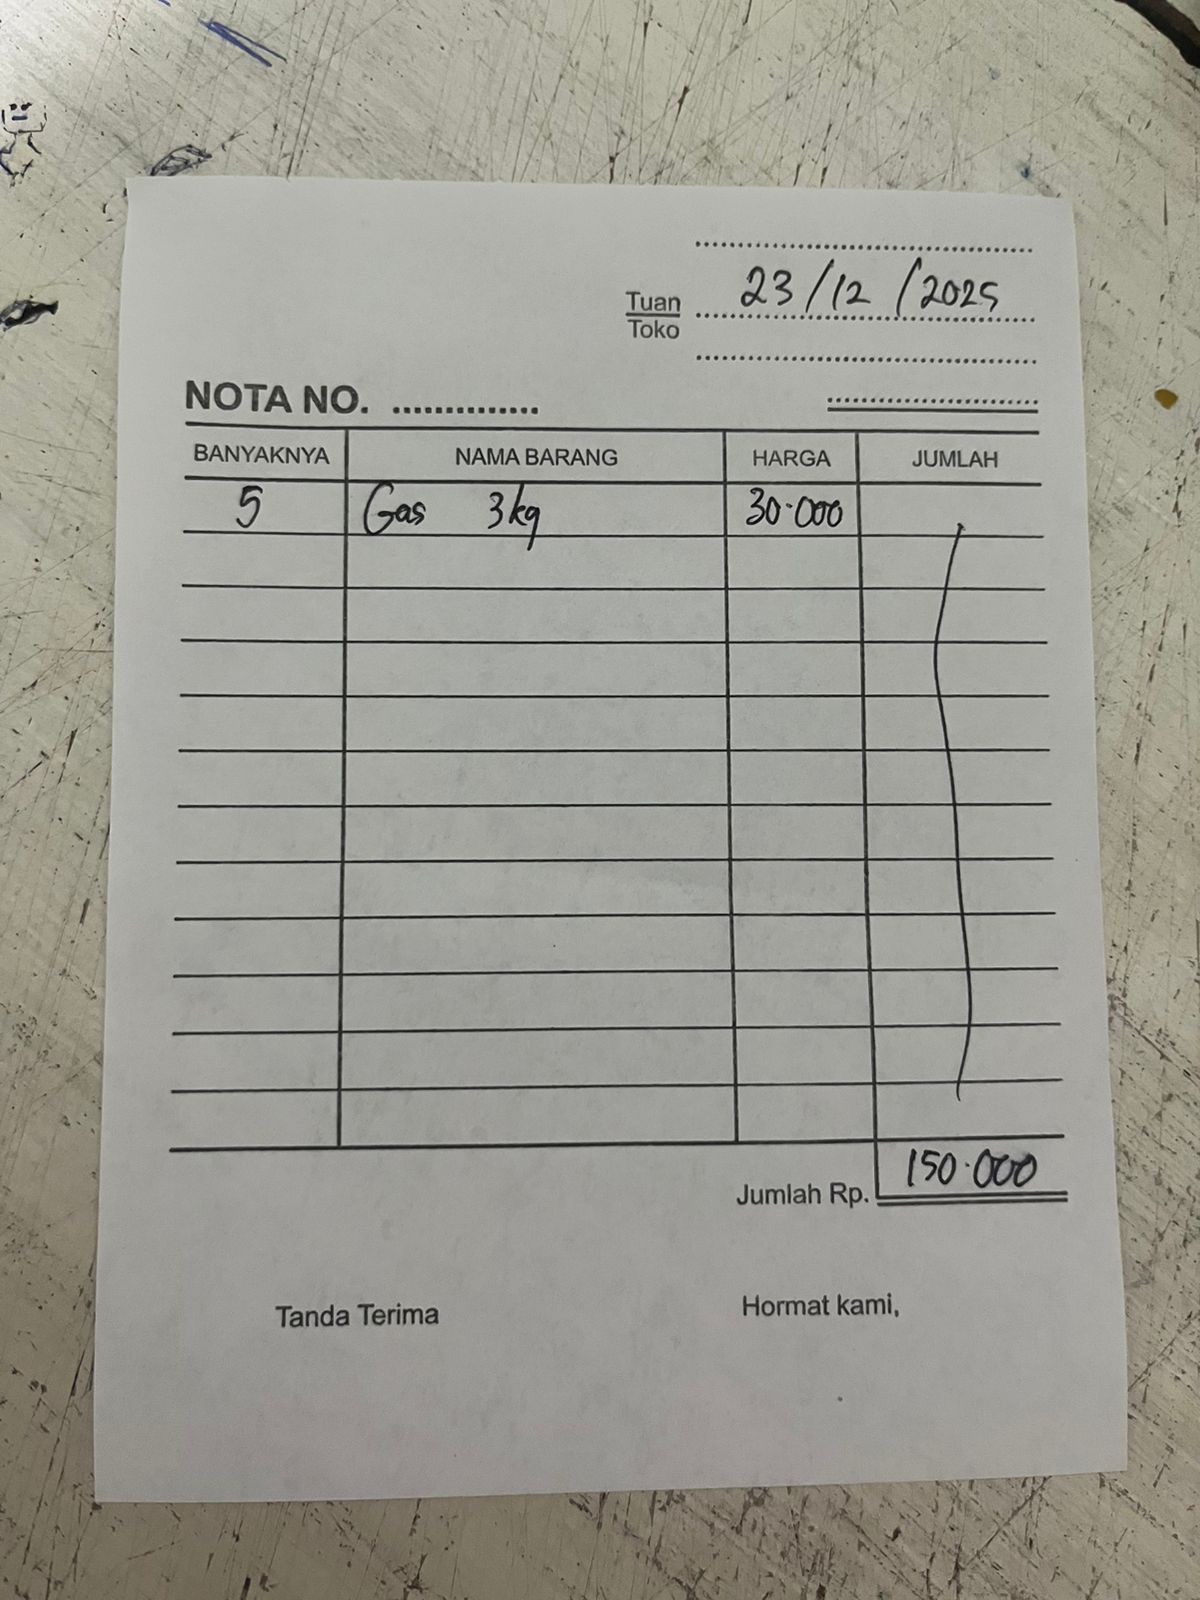 23/12/2025
Tuan
Toko
NOTA NO. ..............
BANYAKNYA NAMA BARANG HARGA JUMLAH
5 Gas 3kg 30.000
Jumlah Rp. 150.000
Tanda Terima Hormat kami,